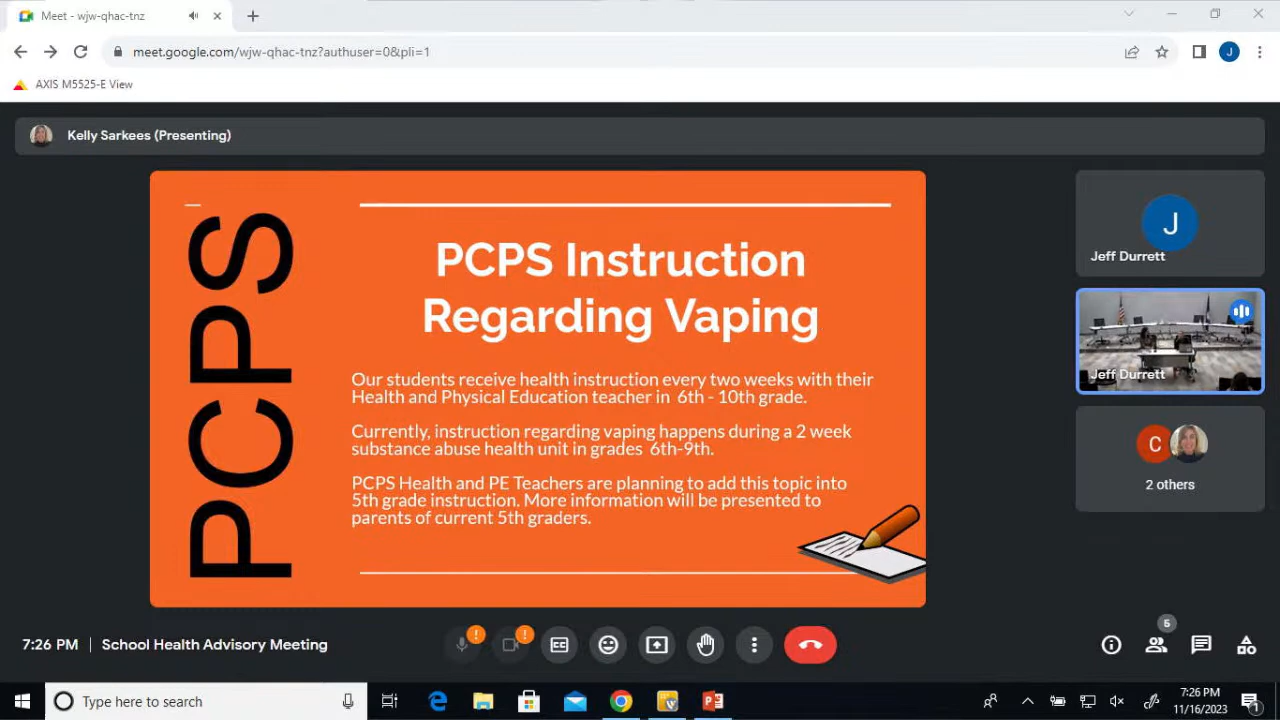 Meet - wjw-qhac-tnz
meet.google.com/wjw-qhac-tnz?authuser=0&pli=1
J
AXIS M5525-E View
Kelly Sarkees (Presenting)
PCPS
PCPS Instruction
Regarding Vaping
Our students receive health instruction every two weeks with their
Health and Physical Education teacher in 6th - 10th grade.
Currently, instruction regarding vaping happens during a 2 week
substance abuse health unit in grades 6th-9th.
PCPS Health and PE Teachers are planning to add this topic into
5th grade instruction. More information will be presented to
parents of current 5th graders.
J
Jeff Durrett
Jeff Durrett
C
2 others
7:26 PM | School Health Advisory Meeting
5
Type here to search
7:26 PM
11/16/2023
1